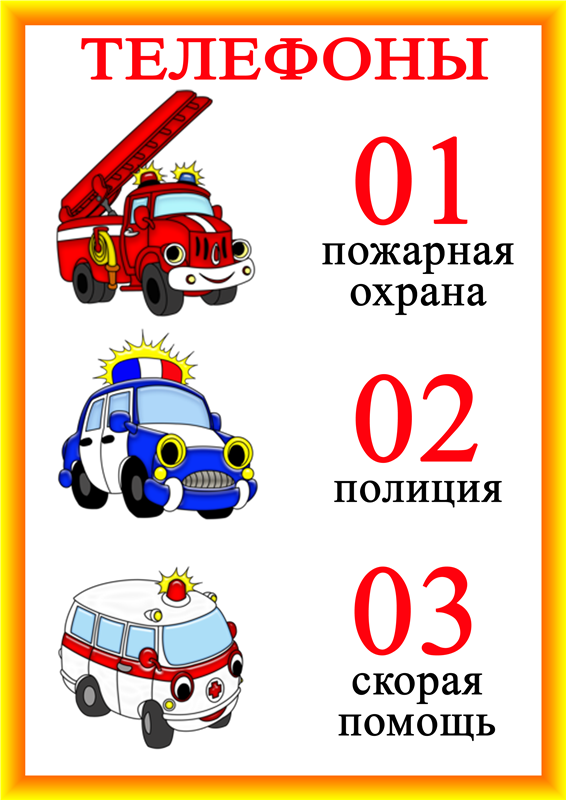 ТЕЛЕФОНЫ
01
пожарная
охрана
02
полиция
03
скорая
помощь